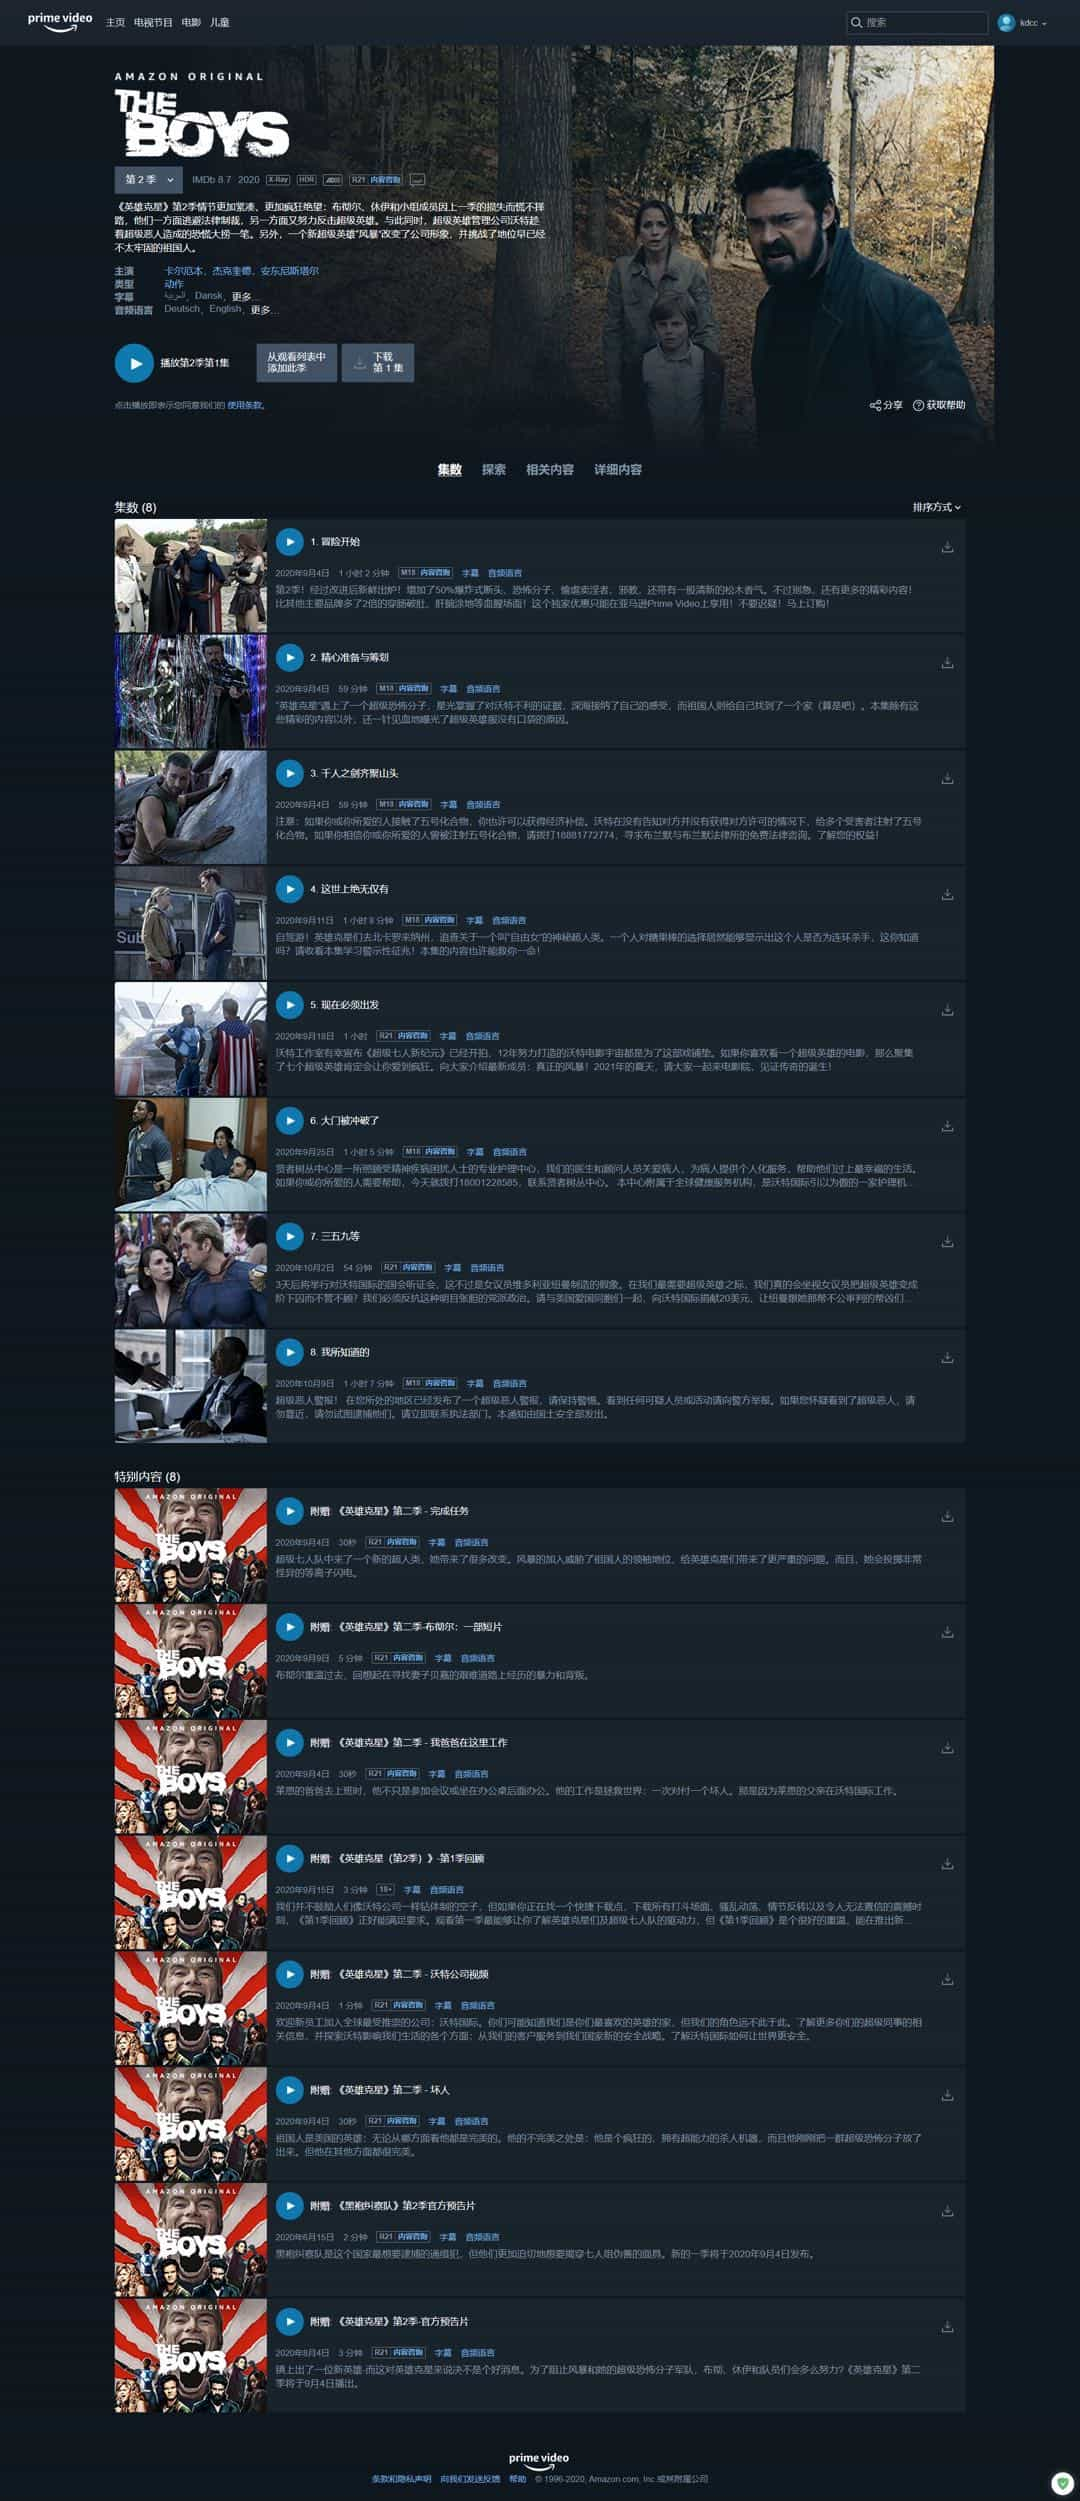 prime video 主页 电视节目 电影 儿童 搜索 kdcc
AMAZON ORIGINAL
THE
BOYS
第 2 季 IMDb 8.7 2020 X-Ray HDR R21 内容咨询
《英雄克星》第2季情节更加紧凑、更加疯狂绝望：布彻尔、休伊和小组成员因上一季的损失而慌不择
路，他们一方面逃避法律制裁，另一方面又努力反击超级英雄。与此同时，超级英雄管理公司沃特趁
着超级恶人造成的恐慌大捞一笔。另外，一个新超级英雄“风暴”改变了公司形象，并挑战了地位早已经
不太牢固的祖国人。
主演 卡尔厄本、杰克奎德、安东尼斯塔尔
类型 动作
字幕 العربية、Dansk、更多…
音频语言 Deutsch、English、更多…
播放第2季第1集
从观看列表中
添加此季
下载
第 1 集
点击播放即表示您同意我们的 使用条款。
分享 获取帮助
集数 探索 相关内容 详细内容
集数 (8) 排序方式
1. 冒险开始
2020年9月4日 1 小时 2 分钟 M18 内容咨询 字幕 音频语言
第2季！经过改进后新鲜出炉！增加了50%爆炸式断头、恐怖分子、偷虐卖淫者、邪教，还带有一股清新的松木香气。不过别急，还有更多的精彩内容！
比其他主要品牌多了2倍的穿肠破肚、肝脑涂地等血腥场面！这个独家优惠只能在亚马逊Prime Video上享用！不要迟疑！马上订购！
2. 精心准备与筹划
2020年9月4日 59 分钟 M18 内容咨询 字幕 音频语言
“英雄克星”遇上了一个超级恐怖分子，星光掌握了对沃特不利的证据，深海接纳了自己的感受，而祖国人则给自己找到了一个家（算是吧）。本集除有这
些精彩的内容以外，还一针见血地曝光了超级英雄服没有口袋的原因。
3. 千人之剑齐聚山头
2020年9月4日 59 分钟 M18 内容咨询 字幕 音频语言
注意：如果你或你所爱的人接触了五号化合物，你也许可以获得经济补偿。沃特在没有告知对方并没有获得对方许可的情况下，给多个受害者注射了五号
化合物。如果你相信你或你所爱的人曾被注射五号化合物，请拨打18881772774，寻求布兰默与布兰默法律所的免费法律咨询。了解您的权益！
4. 这世上绝无仅有
2020年9月11日 1 小时 8 分钟 M18 内容咨询 字幕 音频语言
自驾游！英雄克星们去北卡罗来纳州，追查关于一个叫“自由女”的神秘超人类。一个人对糖果棒的选择居然能够显示出这个人是否为连环杀手，这你知道
吗？请收看本集学习警示性征兆！本集的内容也许能救你一命！
5. 现在必须出发
2020年9月18日 1 小时 R21 内容咨询 字幕 音频语言
沃特工作室有幸宣布《超级七人新纪元》已经开拍，12年努力打造的沃特电影宇宙都是为了这部戏铺垫。如果你喜欢看一个超级英雄的电影，那么聚集
了七个超级英雄肯定会让你爱到疯狂。向大家介绍最新成员：真正的风暴！2021年的夏天，请大家一起来电影院，见证传奇的诞生！
6. 大门被冲破了
2020年9月25日 1 小时 5 分钟 M18 内容咨询 字幕 音频语言
贤者树丛中心是一所照顾受精神疾病困扰人士的专业护理中心，我们的医生和顾问人员关爱病人，为病人提供个人化服务，帮助他们过上最幸福的生活。
如果你或你所爱的人需要帮助，今天就拨打18001228585，联系贤者树丛中心。 本中心附属于全球健康服务机构，是沃特国际引以为傲的一家护理机…
7. 三五九等
2020年10月2日 54 分钟 R21 内容咨询 字幕 音频语言
3天后将举行对沃特国际的国会听证会，这不过是女议员维多利亚纽曼制造的假象。在我们最需要超级英雄之际，我们真的会坐视女议员把超级英雄变成
阶下囚而不管不顾？我们必须反抗这种明目张胆的党派政治。请与美国爱国同胞们一起，向沃特国际捐献20美元，让纽曼跟她那帮不公审判的帮凶们…
8. 我所知道的
2020年10月9日 1 小时 7 分钟 M18 内容咨询 字幕 音频语言
超级恶人警报！ 在您所处的地区已经发布了一个超级恶人警报，请保持警惕。看到任何可疑人员或活动请向警方举报。如果您怀疑看到了超级恶人，请
勿靠近，请勿试图逮捕他们。请立即联系执法部门。本通知由国土安全部发出。
特别内容 (8)
附赠: 《英雄克星》第二季 - 完成任务
2020年9月4日 30秒 R21 内容咨询 字幕 音频语言
超级七人队中来了一个新的超人类，她带来了很多改变。风暴的加入威胁了祖国人的领袖地位，给英雄克星们带来了更严重的问题。而且，她会投掷非常
怪异的等离子闪电。
附赠: 《英雄克星》第二季-布彻尔：一部短片
2020年9月9日 5 分钟 R21 内容咨询 字幕 音频语言
布彻尔重温过去，回想起在寻找妻子贝嘉的艰难道路上经历的暴力和背叛。
附赠: 《英雄克星》第二季 - 我爸爸在这里工作
2020年9月4日 30秒 R21 内容咨询 字幕 音频语言
莱恩的爸爸去上班时，他不只是参加会议或坐在办公桌后面办公。他的工作是拯救世界：一次对付一个坏人。那是因为莱恩的父亲在沃特国际工作。
附赠: 《英雄克星（第2季）》-第1季回顾
2020年9月15日 3 分钟 18+ 字幕 音频语言
我们并不鼓励人们像沃特公司一样钻体制的空子，但如果你正在找一个快捷下载点，下载所有打斗场面、骚乱动荡、情节反转以及令人无法置信的震撼时
刻，《第1季回顾》正好能满足要求。观看第一季最能够让你了解英雄克星们及超级七人队的驱动力，但《第1季回顾》是个很好的重温，能在推出新…
附赠: 《英雄克星》第二季 - 沃特公司视频
2020年9月4日 1 分钟 R21 内容咨询 字幕 音频语言
欢迎新员工加入全球最受推崇的公司：沃特国际。你们可能知道我们是你们最喜欢的英雄的家，但我们的角色远不此于此。了解更多你们的超级同事的相
关信息，并探索沃特影响我们生活的各个方面：从我们的客户服务到我们国家新的安全战略。了解沃特国际如何让世界更安全。
附赠: 《英雄克星》第二季 - 坏人
2020年9月4日 30秒 R21 内容咨询 字幕 音频语言
祖国人是美国的英雄：无论从哪方面看他都是完美的。他的不完美之处是：他是个疯狂的、拥有超能力的杀人机器，而且他刚刚把一群超级恐怖分子放了
出来。但他在其他方面都很完美。
附赠: 《黑袍纠察队》第2季官方预告片
2020年6月15日 2 分钟 R21 内容咨询 字幕 音频语言
黑袍纠察队是这个国家最想要逮捕的通缉犯，但他们更加迫切地想要揭穿七人组伪善的面具。新的一季将于2020年9月4日发布。
附赠: 《英雄克星》第2季-官方预告片
2020年8月4日 3 分钟 R21 内容咨询 字幕 音频语言
镇上出了一位新英雄-而这对英雄克星来说决不是个好消息。为了阻止风暴和她的超级恐怖分子军队，布彻、休伊和队员们会多么努力?《英雄克星》第二
季将于9月4日播出。
prime video
条款和隐私声明 向我们发送反馈 帮助 © 1996-2020, Amazon.com, Inc.或其附属公司